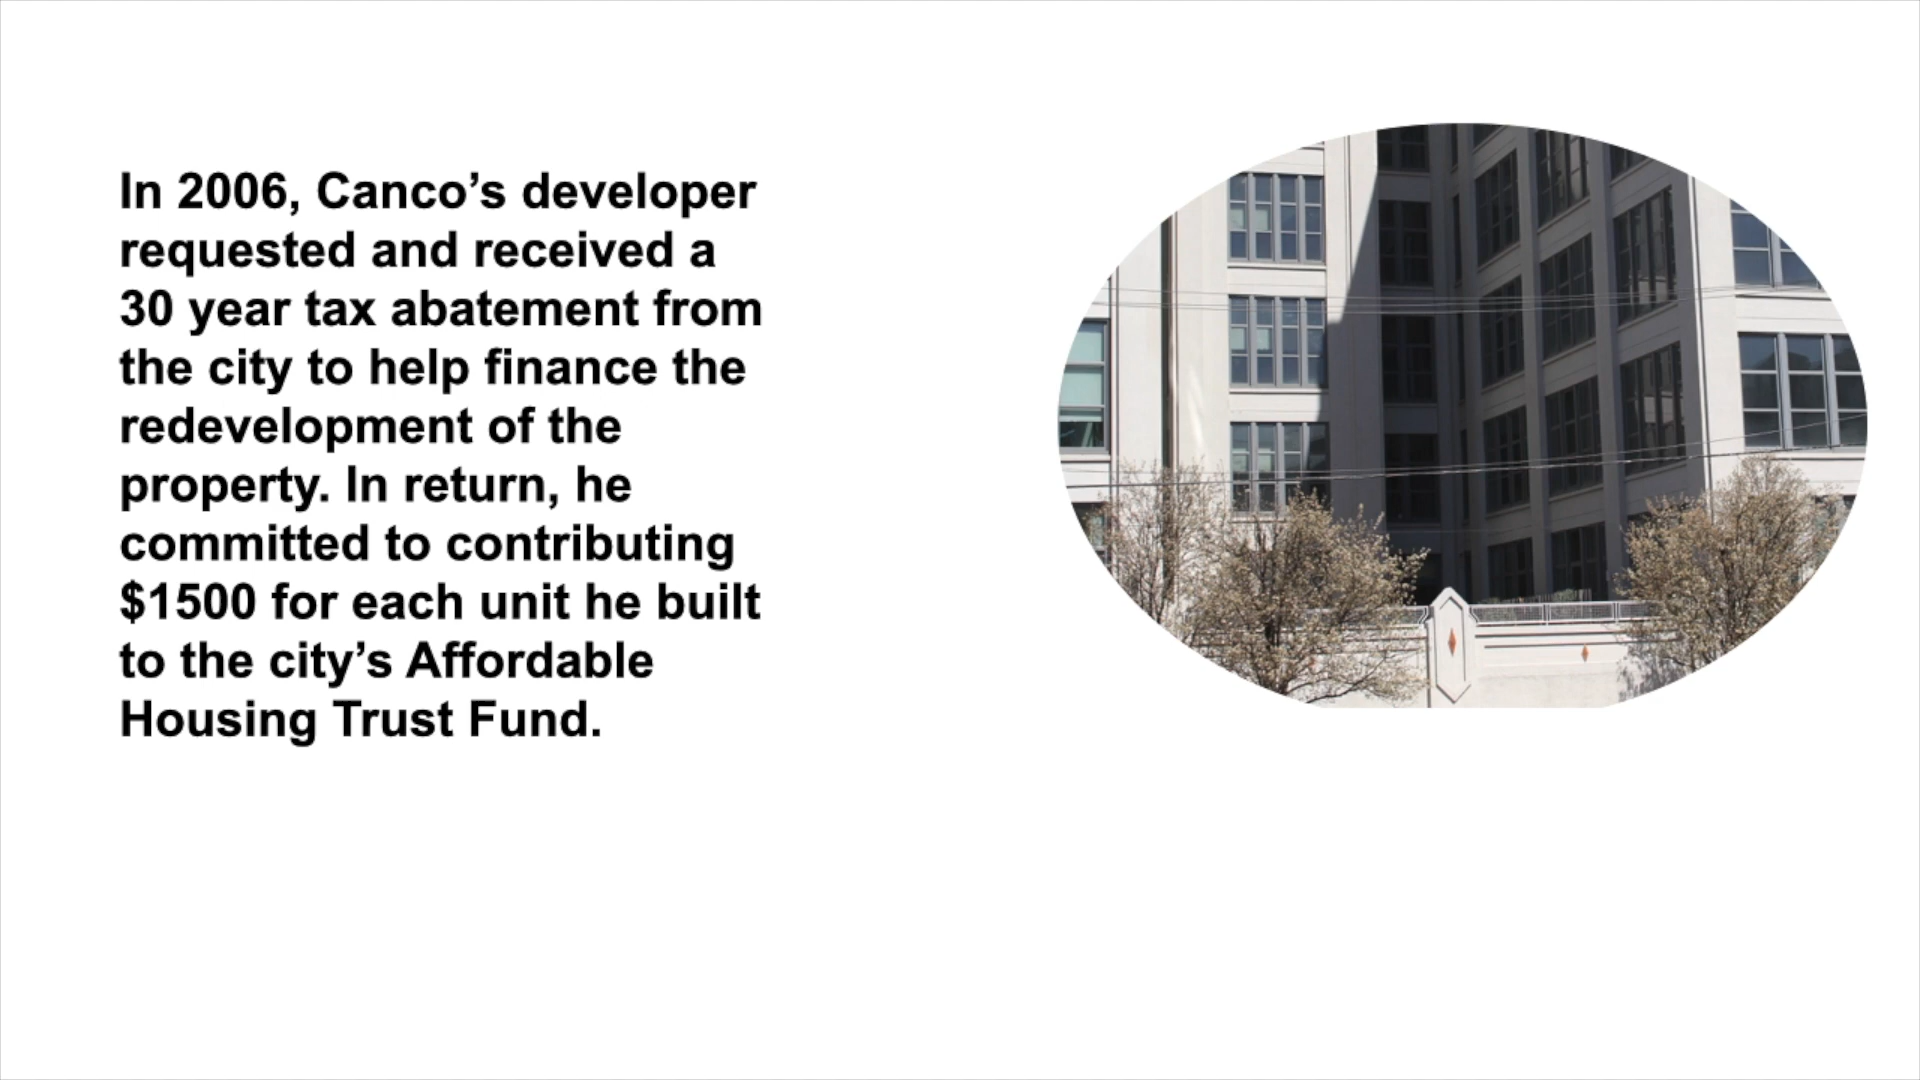 In 2006, Canco’s developer
requested and received a
30 year tax abatement from
the city to help finance the
redevelopment of the
property. In return, he
committed to contributing
$1500 for each unit he built
to the city’s Affordable
Housing Trust Fund.